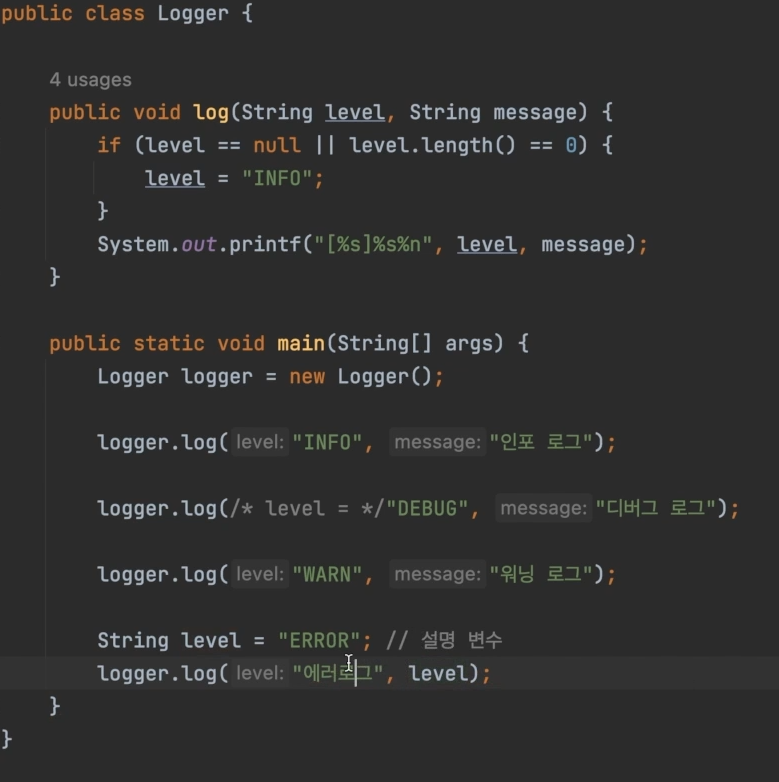 public class Logger {
4 usages
public void log(String level, String message) {
if (level == null || level.length() == 0) {
level = "INFO";
}
System.out.printf("[%s]%s%n", level, message);
}
public static void main(String[] args) {
Logger logger = new Logger();
logger.log( level: "INFO", message: "인포 로그");
logger.log(/* level = */"DEBUG", message: "디버그 로그");
logger.log( level: "WARN", message: "워닝 로그");
String level = "ERROR"; // 설명 변수
logger.log( level: "에러로그", level);
}
}